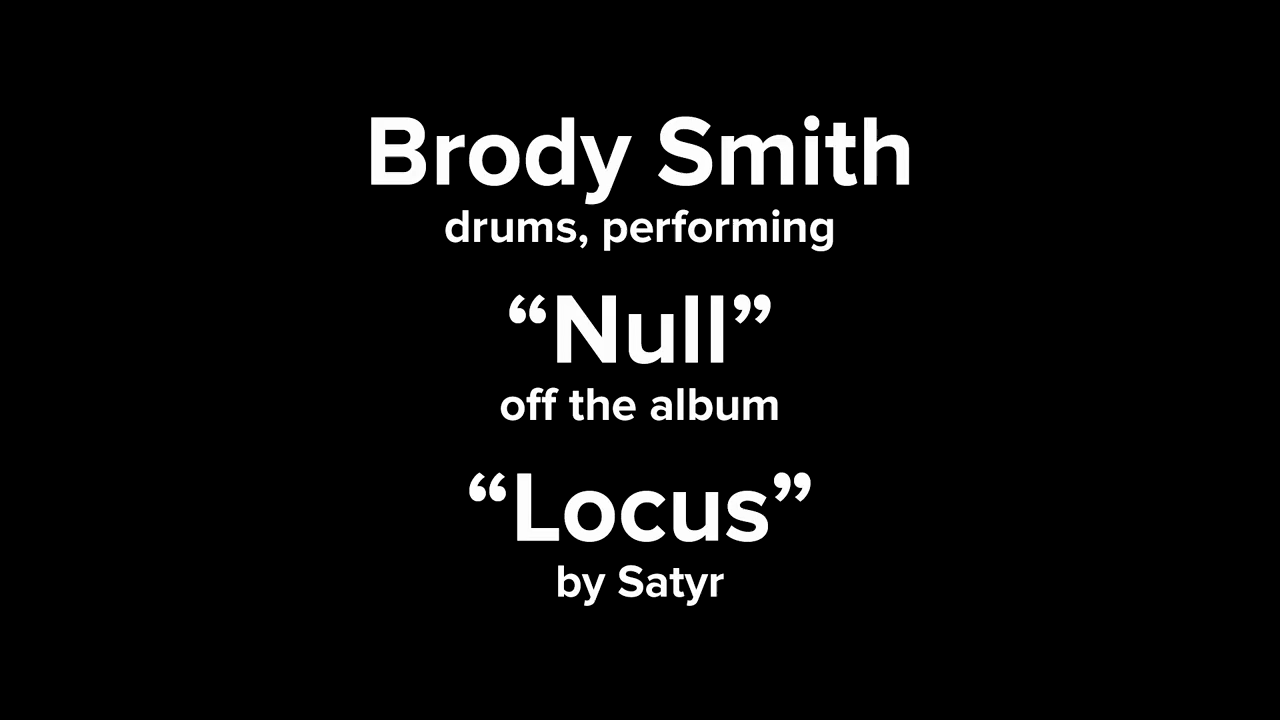 Brody Smith
drums, performing
“Null”
off the album
“Locus”
by Satyr